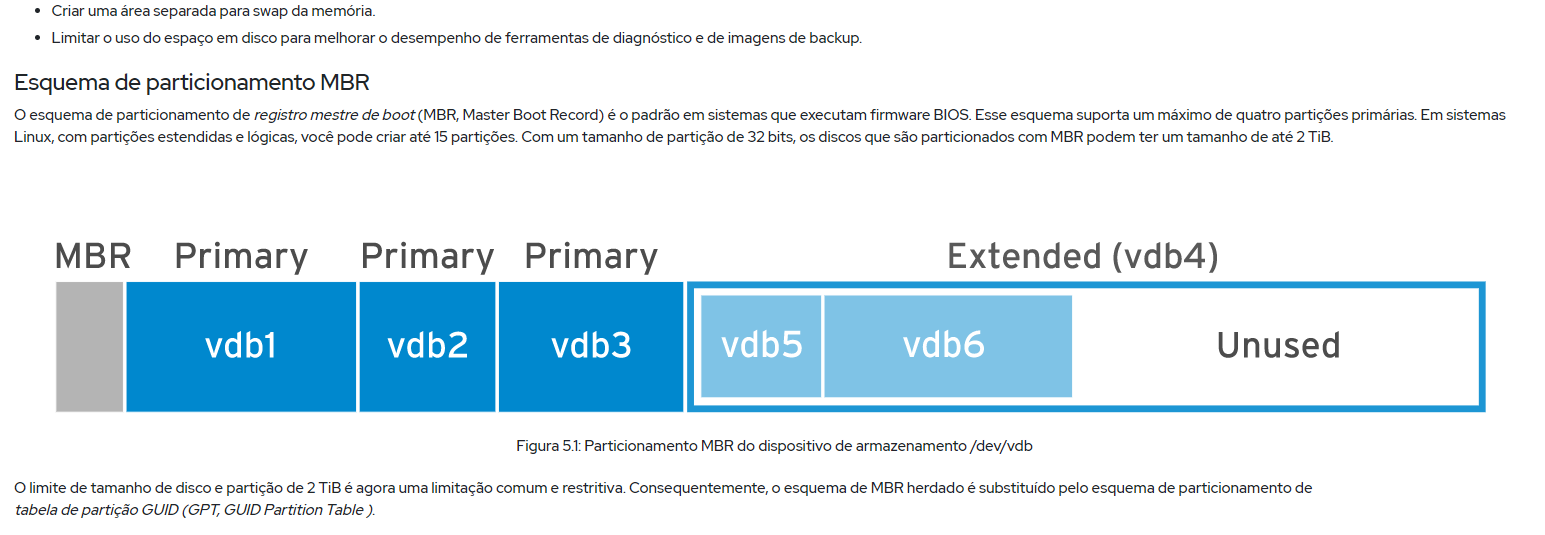 Criar uma área separada para swap da memória.
Limitar o uso do espaço em disco para melhorar o desempenho de ferramentas de diagnóstico e de imagens de backup.
Esquema de particionamento MBR
O esquema de particionamento de registro mestre de boot (MBR, Master Boot Record) é o padrão em sistemas que executam firmware BIOS. Esse esquema suporta um máximo de quatro partições primárias. Em sistemas
Linux, com partições estendidas e lógicas, você pode criar até 15 partições. Com um tamanho de partição de 32 bits, os discos que são particionados com MBR podem ter um tamanho de até 2 TiB.
MBR Primary Primary Primary Extended (vdb4)
vdb1 vdb2 vdb3 vdb5 vdb6 Unused
Figura 5.1: Particionamento MBR do dispositivo de armazenamento /dev/vdb
O limite de tamanho de disco e partição de 2 TiB é agora uma limitação comum e restritiva. Consequentemente, o esquema de MBR herdado é substituído pelo esquema de particionamento de
tabela de partição GUID (GPT, GUID Partition Table ).